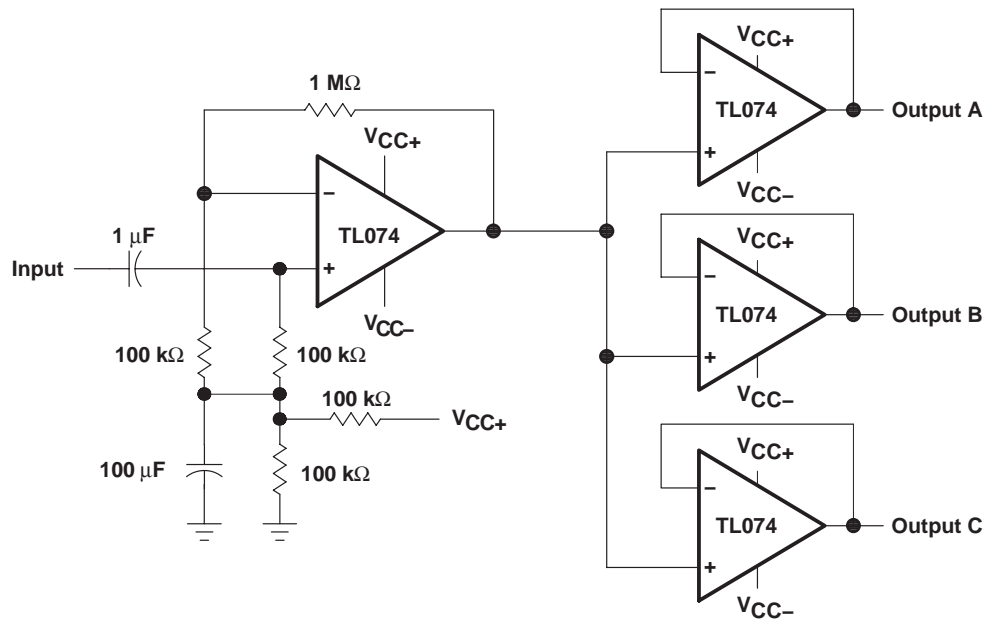 1 MΩ
VCC+
−
TL074
+
VCC−
1 μF
Input
100 kΩ
100 kΩ
100 kΩ
VCC+
100 μF
100 kΩ
VCC+
−
TL074
+
VCC−
Output A
VCC+
−
TL074
+
VCC−
Output B
VCC+
−
TL074
+
VCC−
Output C